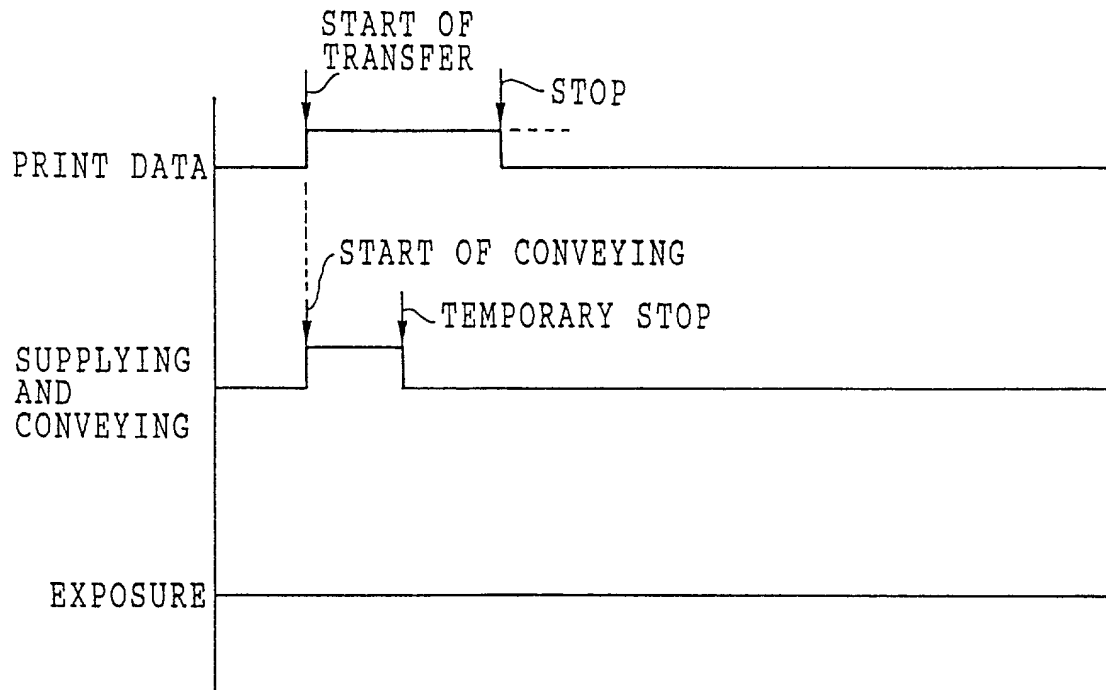 START OF
TRANSFER
STOP
PRINT DATA
START OF CONVEYING
TEMPORARY STOP
SUPPLYING
AND
CONVEYING
EXPOSURE